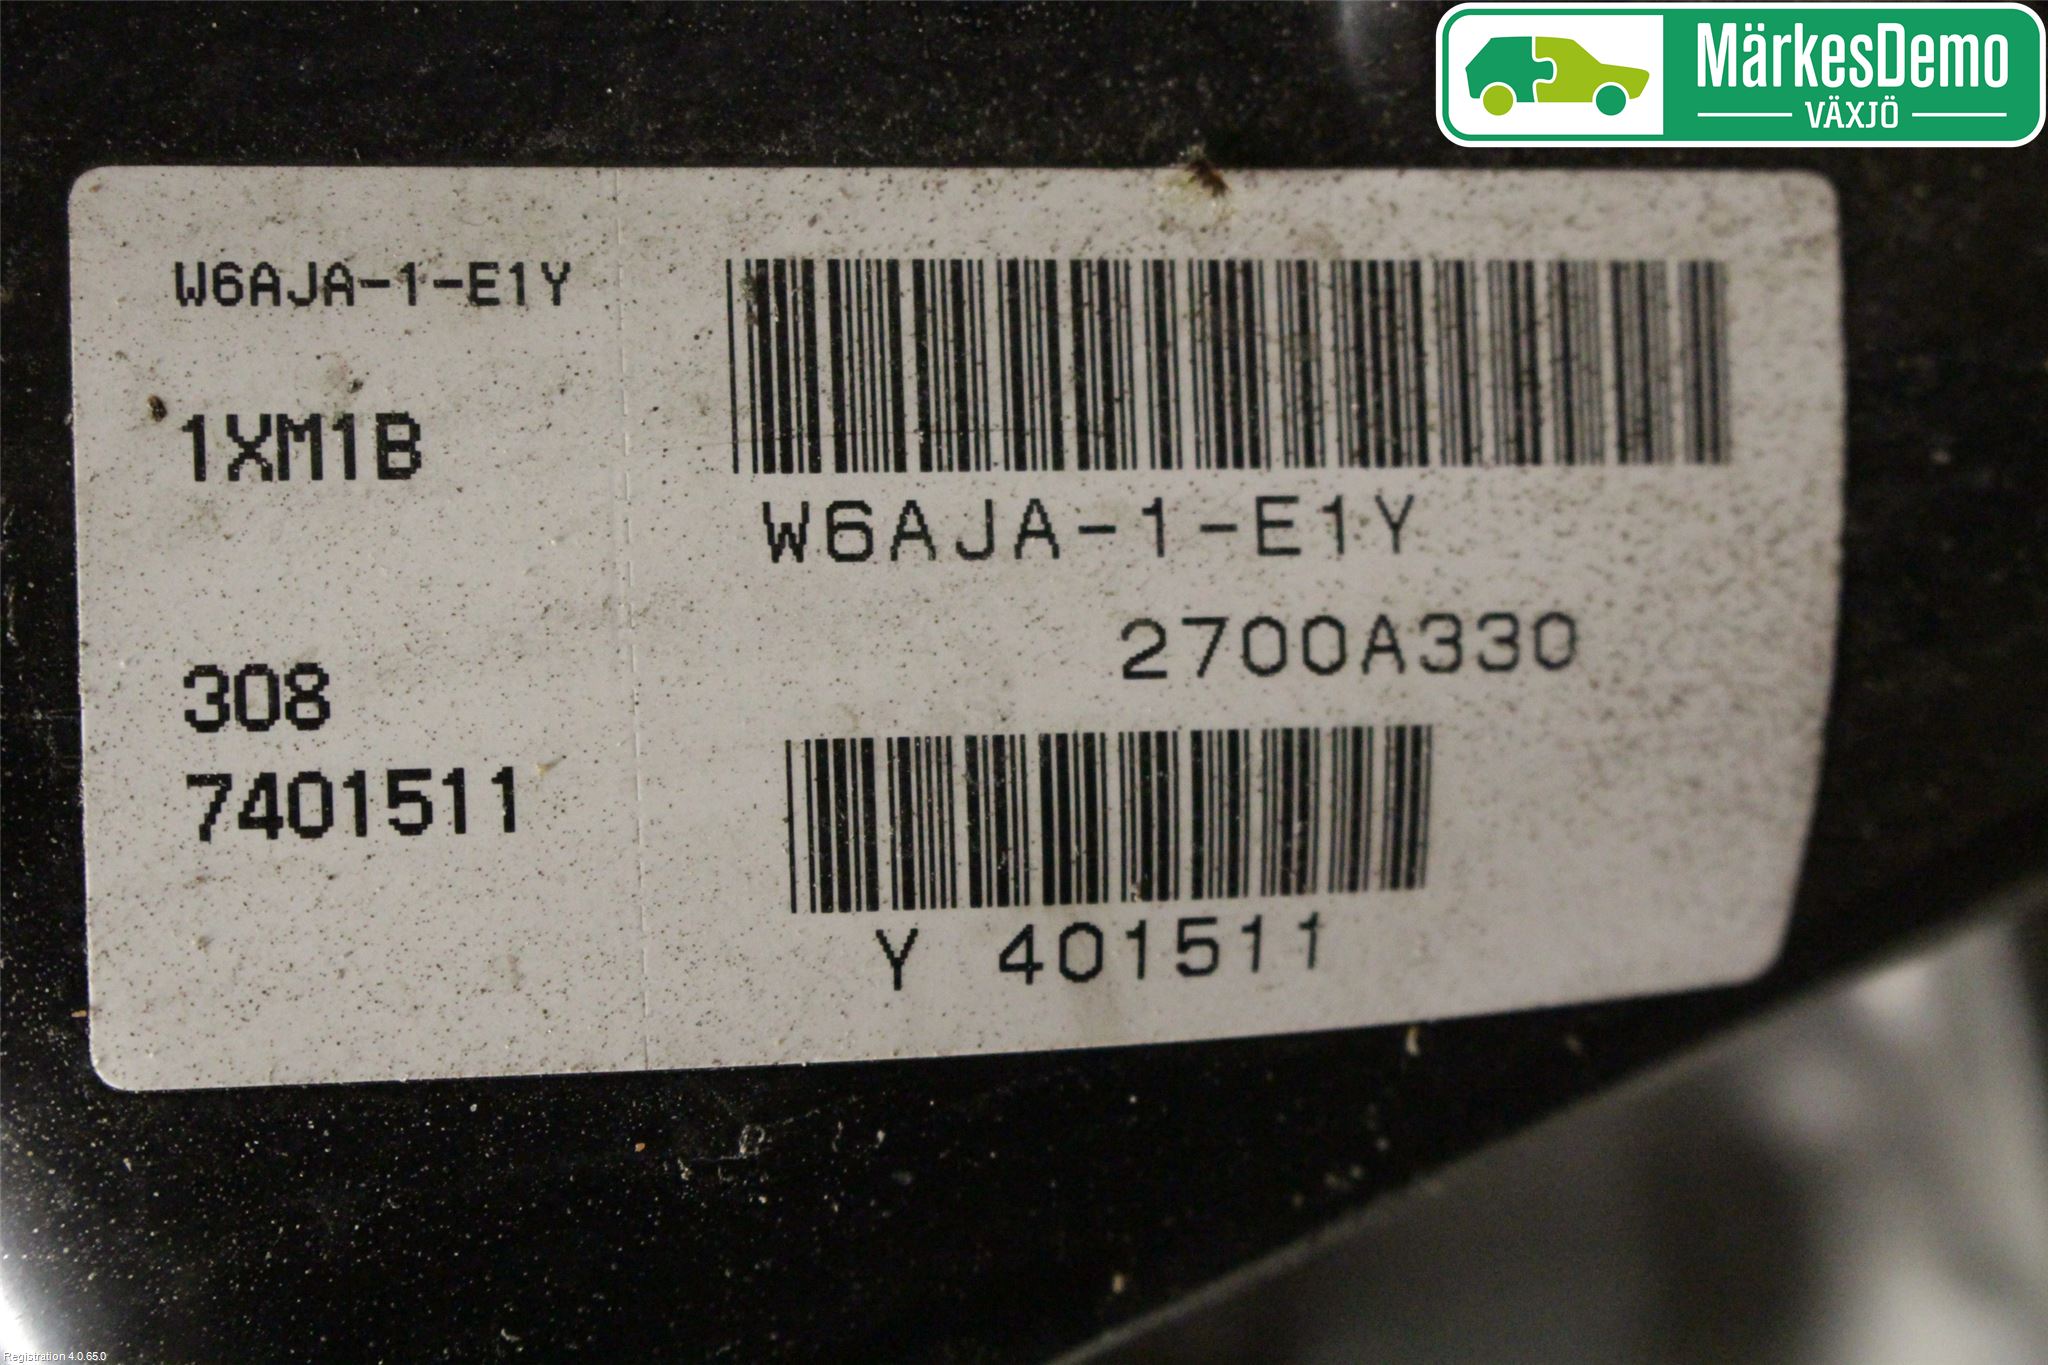 MärkesDemo
VÄXJÖ
W6AJA-1-E1Y
1XM1B
308
7401511
W6AJA-1-E1Y
2700A330
Y 401511
Registration 4.0.65.0